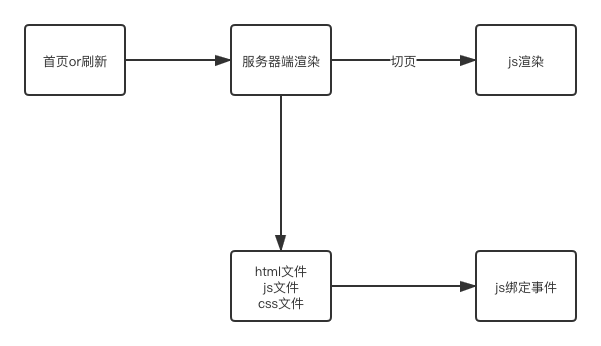 首页or刷新
服务器端渲染
切页
js渲染
html文件
js文件
css文件
js绑定事件